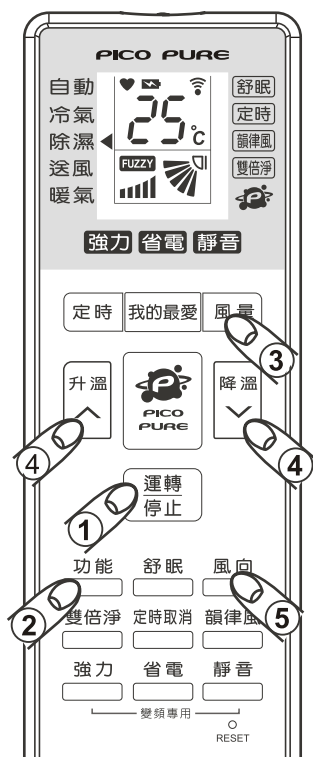 PICO PURE
自動
冷氣
除濕
送風
暖氣
25℃
FUZZY
舒眠
定時
韻律風
雙倍淨
強力 省電 靜音
定時 我的最愛 風量
③
升溫
PICO
PURE
降溫
④
④
運轉
停止
①
功能 舒眠 風向
②
⑤
雙倍淨 定時取消 韻律風
強力 省電 靜音
變頻專用
RESET